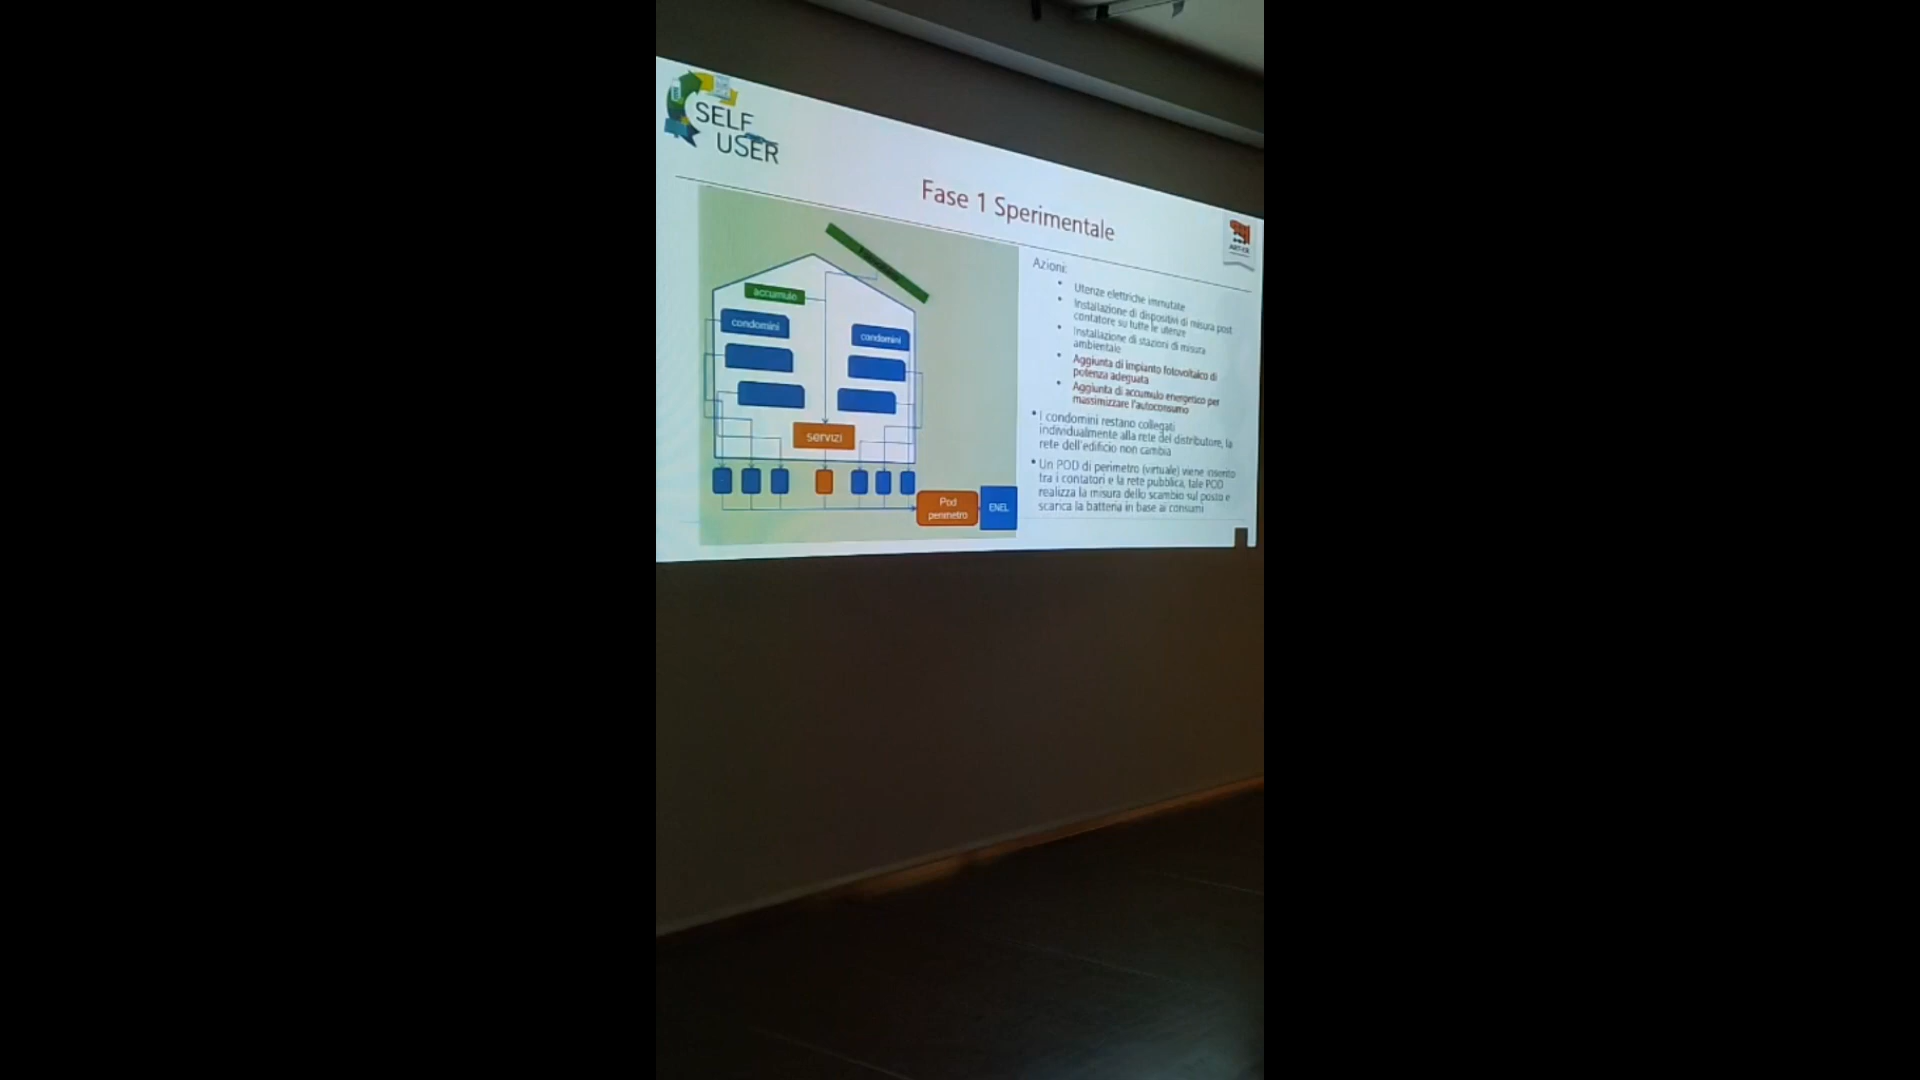 SELF
USER
Fase 1 Sperimentale
ART-ER
accumulo
condomini
condomini
servizi
Pod
perimetro
ENEL
Azioni:
• Utenze elettriche immutate
• Installazione di dispositivi di misura post
contatore su tutte le utenze
• Installazione di stazioni di misura
ambientale
• Aggiunta di impianto fotovoltaico di
potenza adeguata
• Aggiunta di accumulo energetico per
massimizzare l'autoconsumo
• I condomini restano collegati
individualmente alla rete del distributore, la
rete dell'edificio non cambia
• Un POD di perimetro (virtuale) viene inserito
tra i contatori e la rete pubblica, tale POD
realizza la misura dello scambio sul posto e
scarica la batteria in base ai consumi